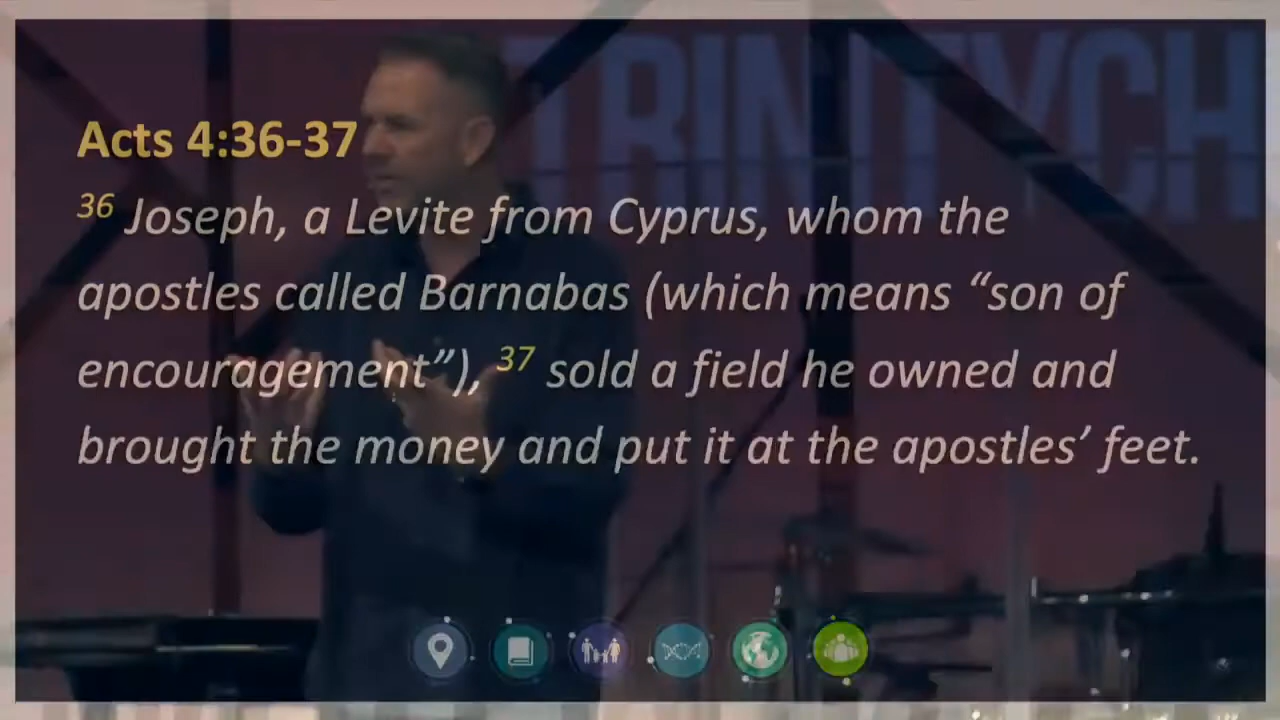 TRINITYCH
Acts 4:36-37
36 Joseph, a Levite from Cyprus, whom the
apostles called Barnabas (which means “son of
encouragement”), 37 sold a field he owned and
brought the money and put it at the apostles’ feet.